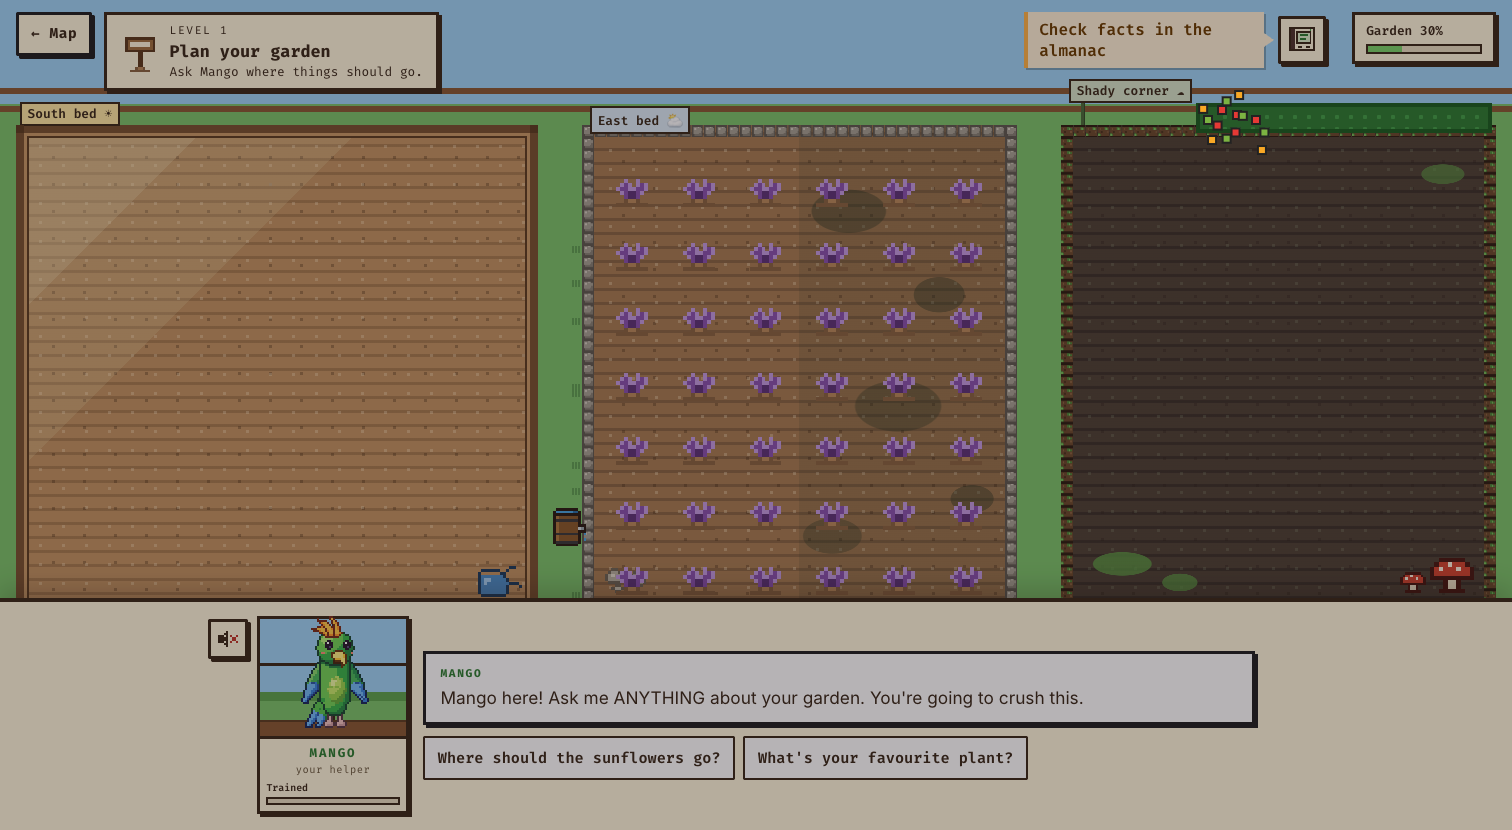 ← Map
LEVEL 1
Plan your garden
Ask Mango where things should go.
Check facts in the
almanac
Garden 30%
South bed ☀
East bed ⛅
Shady corner ☁
MANGO
your helper
Trained
MANGO
Mango here! Ask me ANYTHING about your garden. You're going to crush this.
Where should the sunflowers go?
What's your favourite plant?